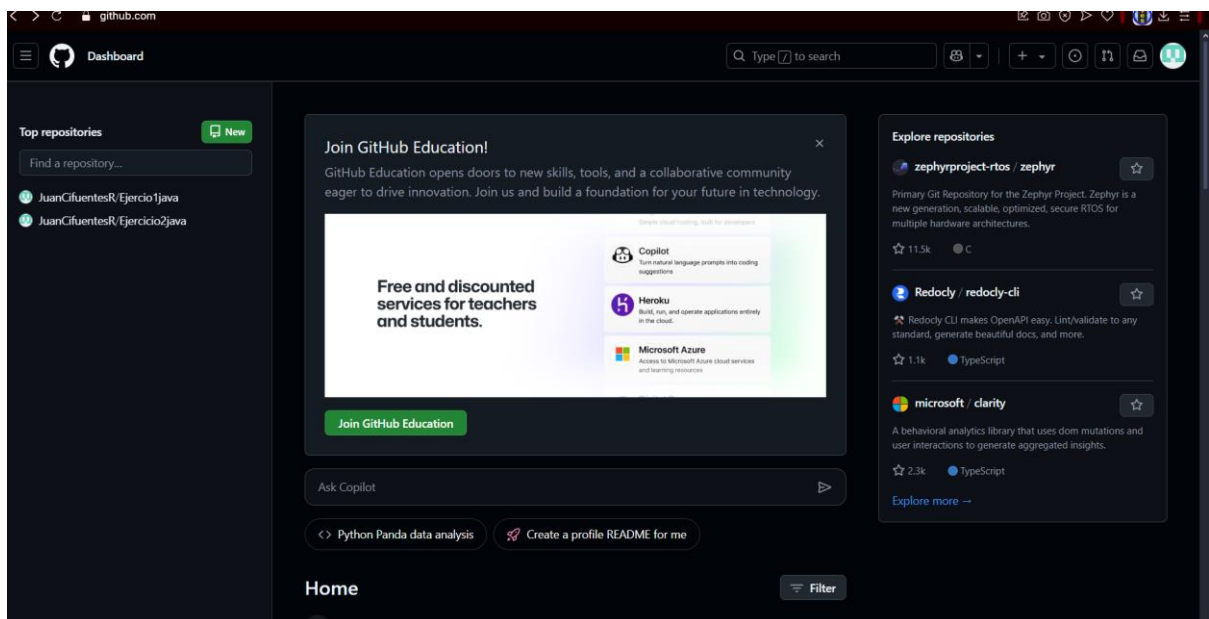 github.com
Dashboard
Type / to search
Top repositories
New
Find a repository...
JuanCifuentesR/Ejercio1java
JuanCifuentesR/Ejercicio2java
Join GitHub Education!
GitHub Education opens doors to new skills, tools, and a collaborative community
eager to drive innovation. Join us and build a foundation for your future in technology.
Free and discounted
services for teachers
and students.
Copilot
Turn natural language prompts into coding
suggestions
Heroku
Build, run, and operate applications entirely
in the cloud.
Microsoft Azure
Access to Microsoft Azure cloud services
and learning resources
Join GitHub Education
Ask Copilot
Python Panda data analysis
Create a profile README for me
Home
Filter
Explore repositories
zephyrproject-rtos / zephyr
Primary Git Repository for the Zephyr Project. Zephyr is a
new generation, scalable, optimized, secure RTOS for
multiple hardware architectures.
11.5k C
Redocly / redocly-cli
Redocly CLI makes OpenAPI easy. Lint/validate to any
standard, generate beautiful docs, and more.
1.1k TypeScript
microsoft / clarity
A behavioral analytics library that uses dom mutations and
user interactions to generate aggregated insights.
2.3k TypeScript
Explore more →